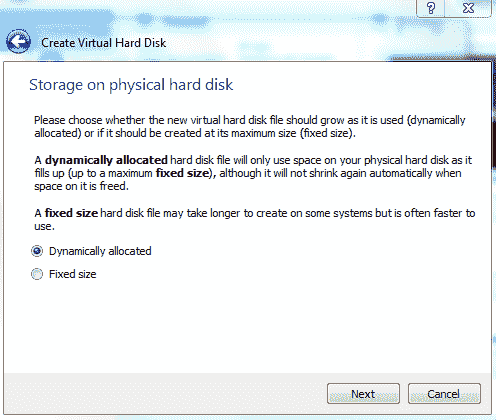 Create Virtual Hard Disk
Storage on physical hard disk
Please choose whether the new virtual hard disk file should grow as it is used (dynamically
allocated) or if it should be created at its maximum size (fixed size).
A dynamically allocated hard disk file will only use space on your physical hard disk as it
fills up (up to a maximum fixed size), although it will not shrink again automatically when
space on it is freed.
A fixed size hard disk file may take longer to create on some systems but is often faster to
use.
Dynamically allocated
Fixed size
Next Cancel